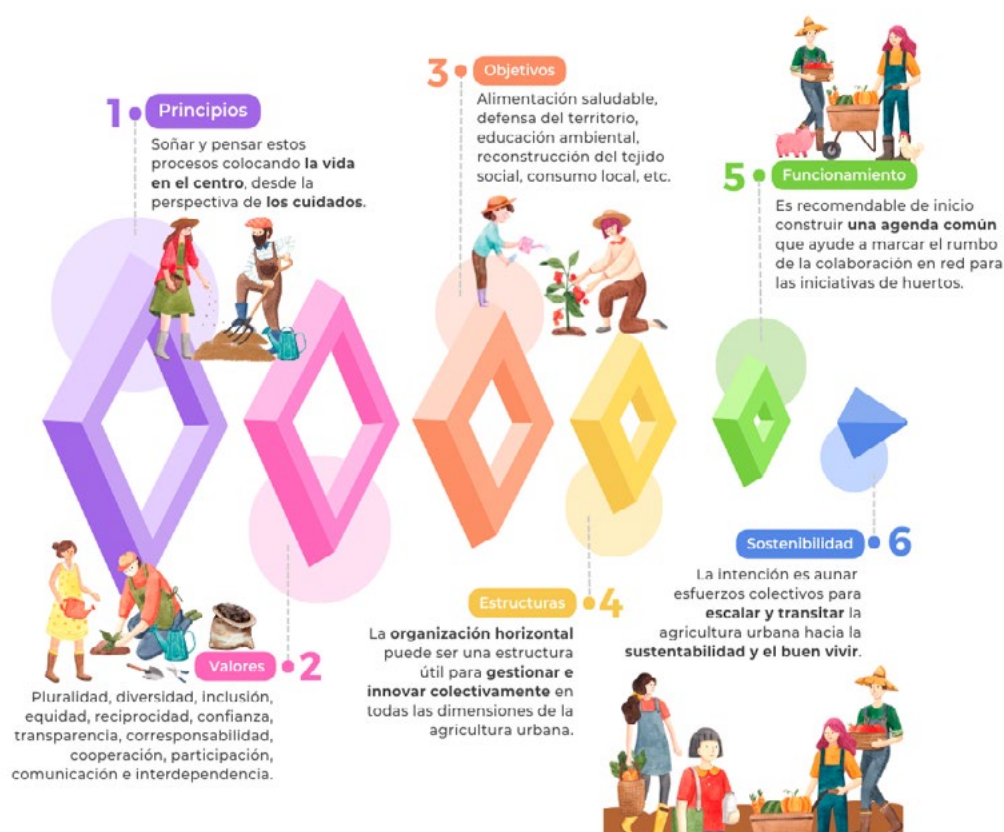 1
Principios
Soñar y pensar estos
procesos colocando la vida
en el centro, desde la
perspectiva de los cuidados.
Valores
2
Pluralidad, diversidad, inclusión,
equidad, reciprocidad, confianza,
transparencia, corresponsabilidad,
cooperación, participación,
comunicación e interdependencia.
3
Objetivos
Alimentación saludable,
defensa del territorio,
educación ambiental,
reconstrucción del tejido
social, consumo local, etc.
Estructuras
4
La organización horizontal
puede ser una estructura
útil para gestionar e
innovar colectivamente en
todas las dimensiones de la
agricultura urbana.
5
Funcionamiento
Es recomendable de inicio
construir una agenda común
que ayude a marcar el rumbo
de la colaboración en red para
las iniciativas de huertos.
Sostenibilidad
6
La intención es aunar
esfuerzos colectivos para
escalar y transitar la
agricultura urbana hacia la
sustentabilidad y el buen vivir.